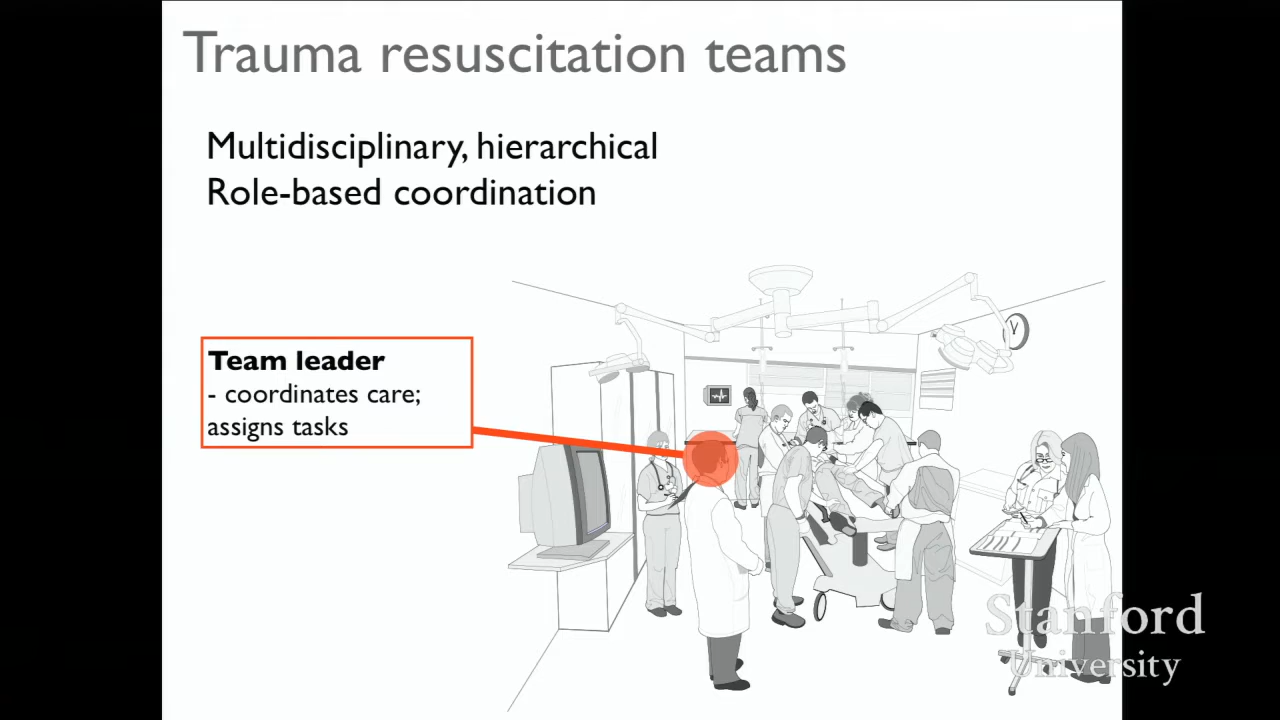 Trauma resuscitation teams
Multidisciplinary, hierarchical
Role-based coordination
Team leader
- coordinates care;
assigns tasks
Stanford
University